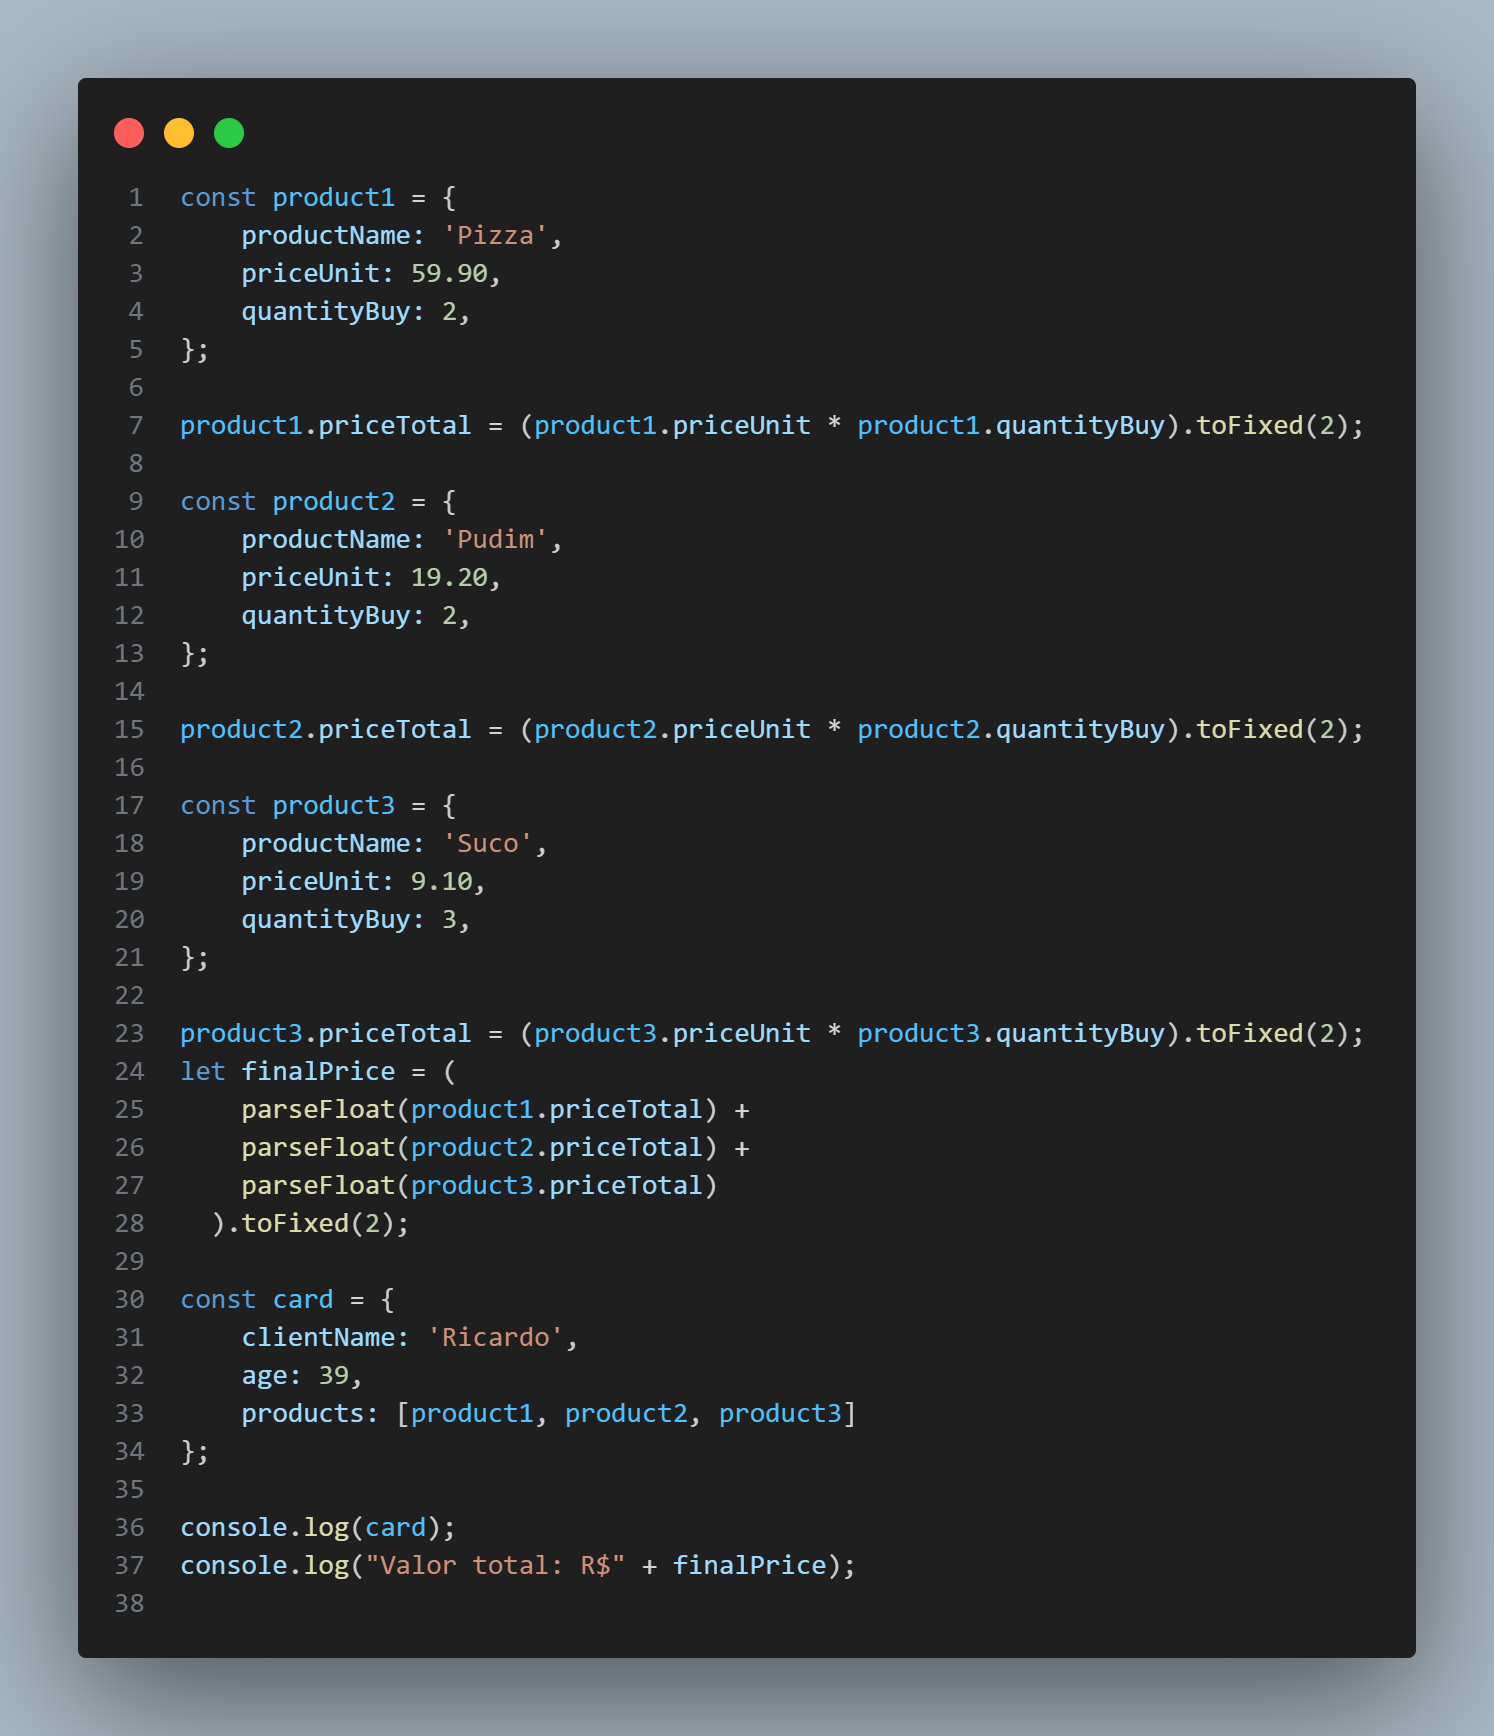 1 const product1 = {
2     productName: 'Pizza',
3     priceUnit: 59.90,
4     quantityBuy: 2,
5 };
6
7 product1.priceTotal = (product1.priceUnit * product1.quantityBuy).toFixed(2);
8
9 const product2 = {
10     productName: 'Pudim',
11     priceUnit: 19.20,
12     quantityBuy: 2,
13 };
14
15 product2.priceTotal = (product2.priceUnit * product2.quantityBuy).toFixed(2);
16
17 const product3 = {
18     productName: 'Suco',
19     priceUnit: 9.10,
20     quantityBuy: 3,
21 };
22
23 product3.priceTotal = (product3.priceUnit * product3.quantityBuy).toFixed(2);
24 let finalPrice = (
25     parseFloat(product1.priceTotal) +
26     parseFloat(product2.priceTotal) +
27     parseFloat(product3.priceTotal)
28   ).toFixed(2);
29
30 const card = {
31     clientName: 'Ricardo',
32     age: 39,
33     products: [product1, product2, product3]
34 };
35
36 console.log(card);
37 console.log("Valor total: R$" + finalPrice);
38